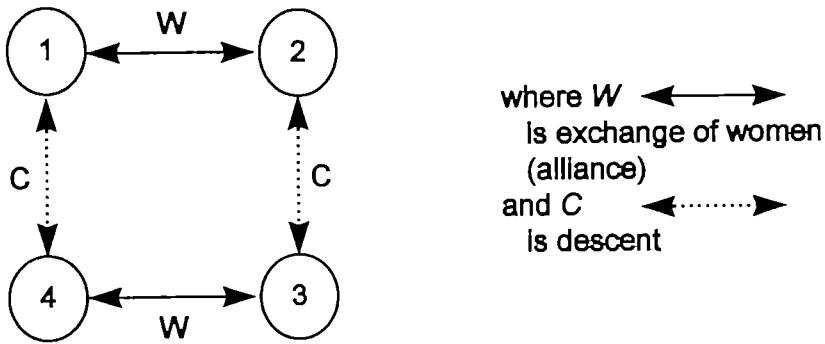 W
1
2
C
C
4
3
W
where W
is exchange of women
(alliance)
and C
is descent